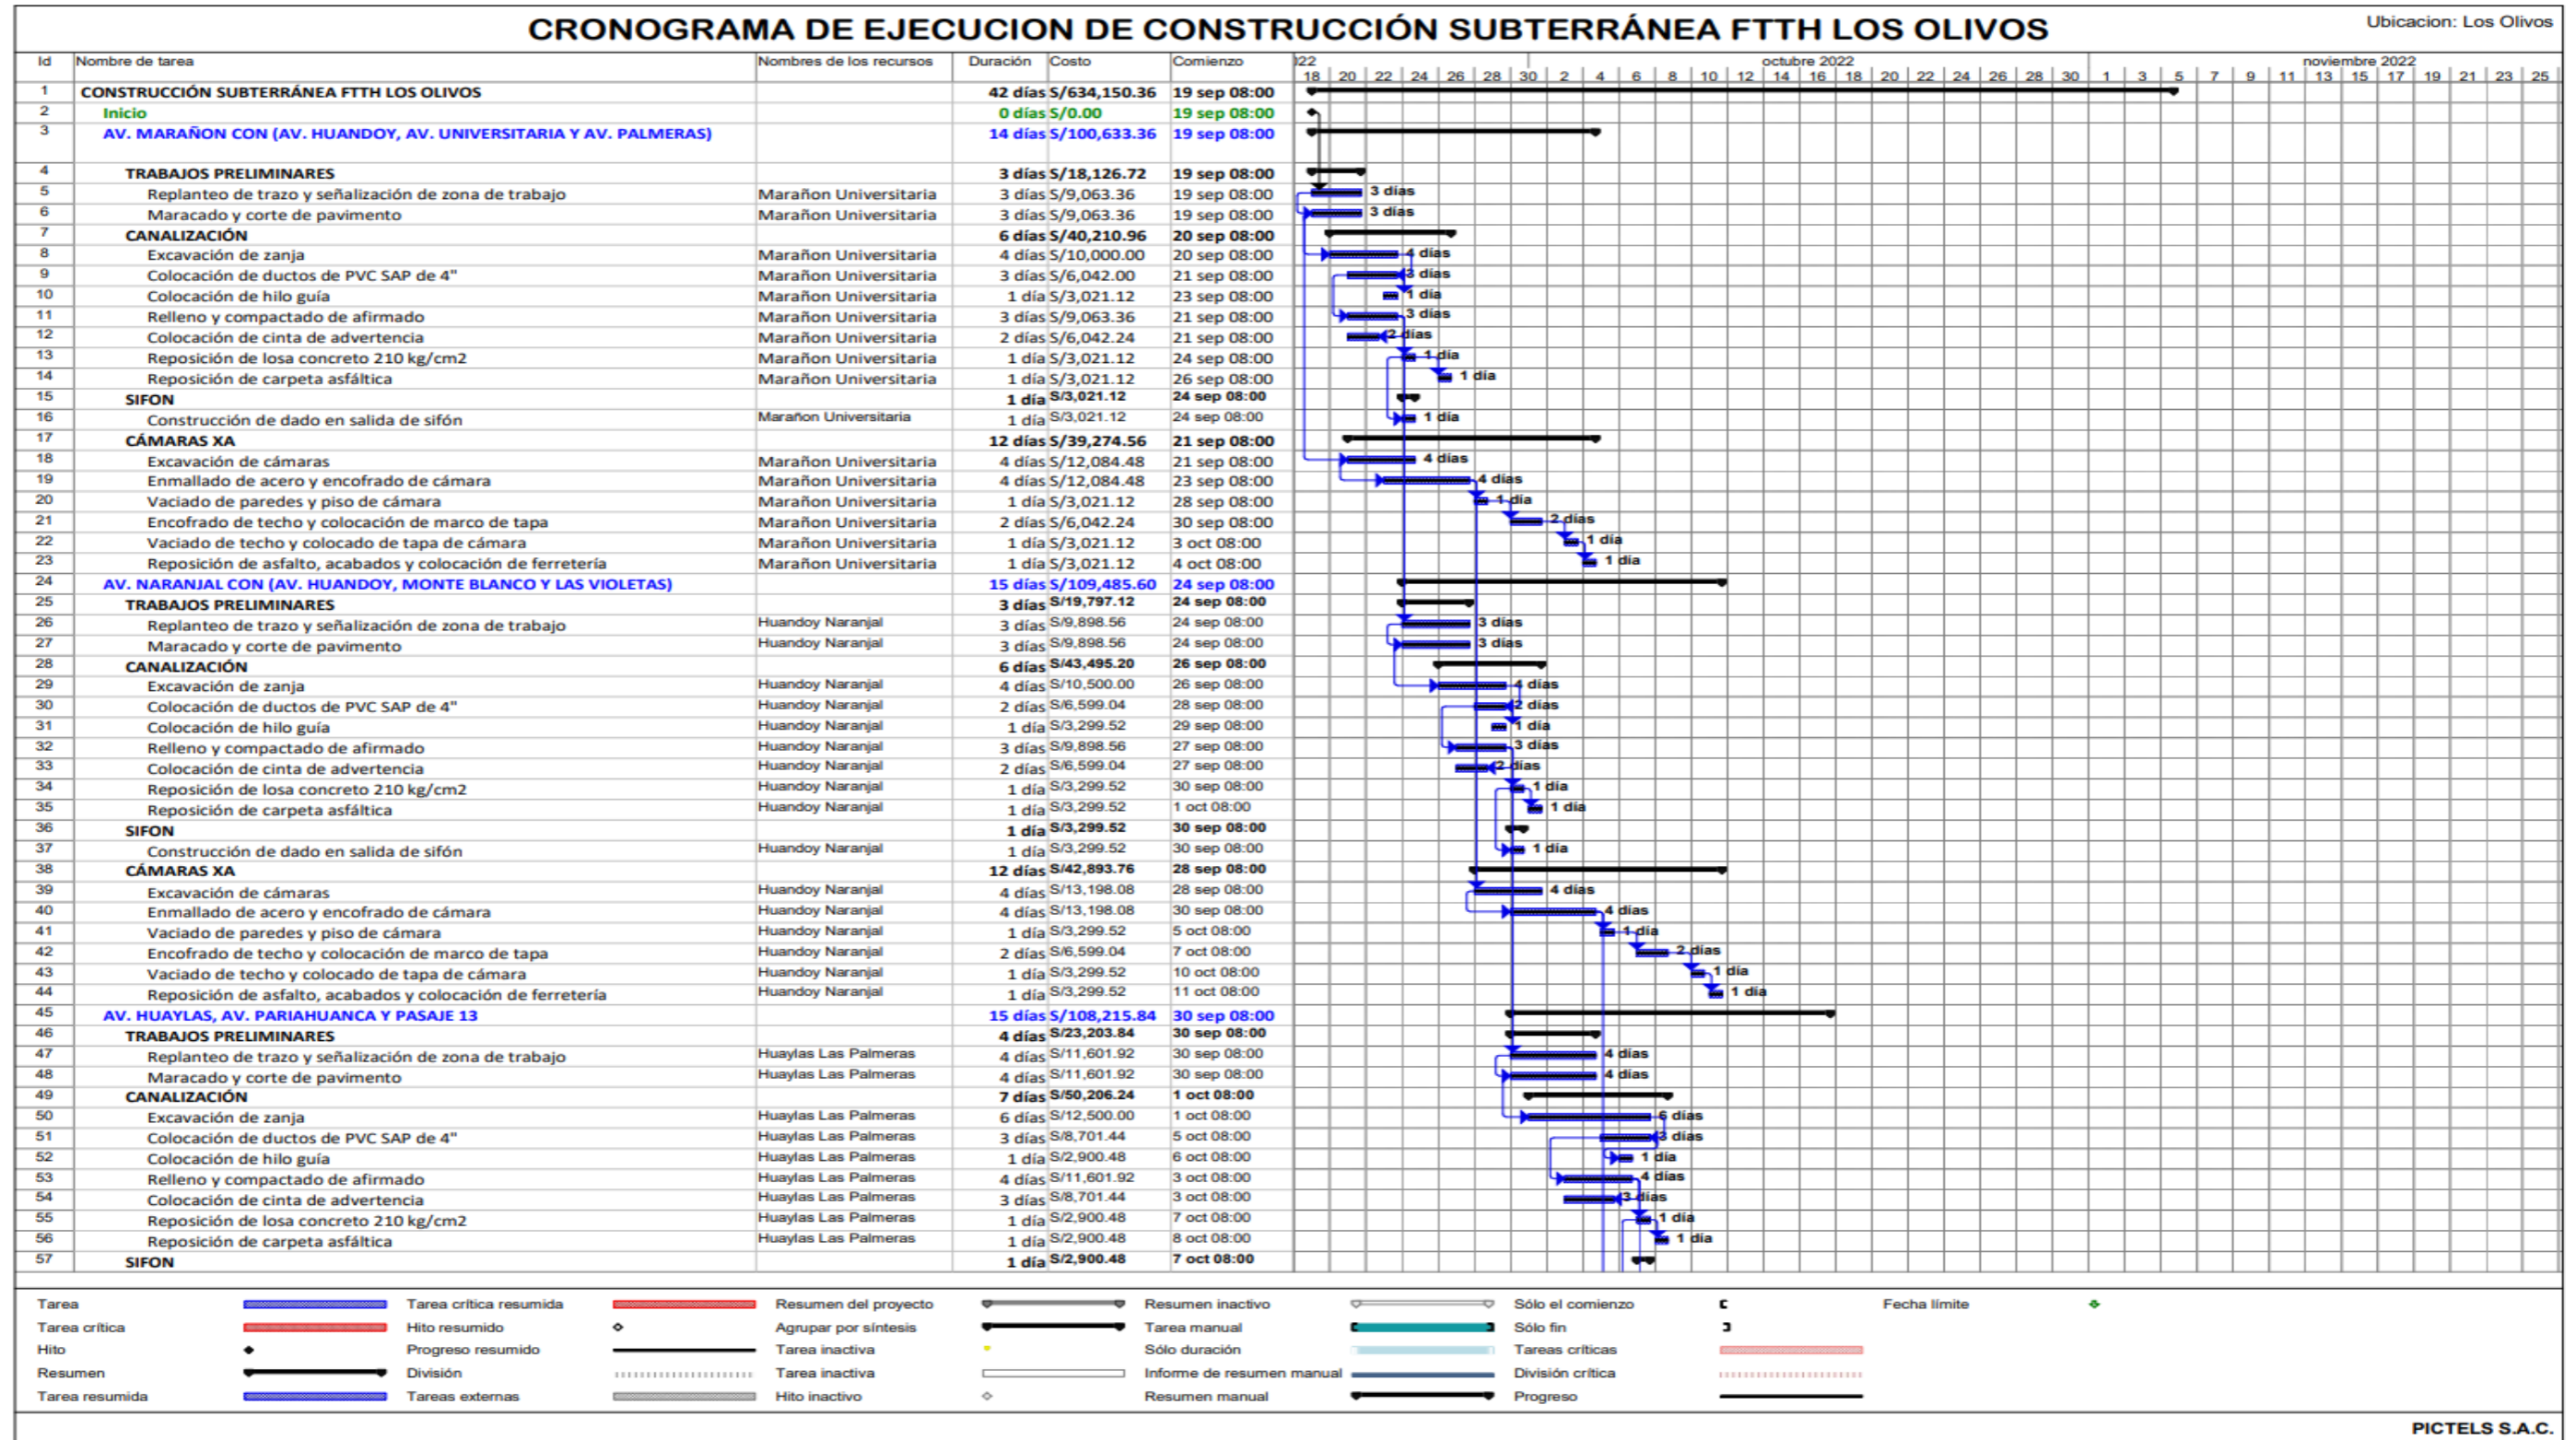 CRONOGRAMA DE EJECUCION DE CONSTRUCCIÓN SUBTERRÁNEA FTTH LOS OLIVOS
Ubicacion: Los Olivos
Id Nombre de tarea Nombres de los recursos Duración Costo Comienzo
022 octubre 2022 noviembre 2022
18 20 22 24 26 28 30 2 4 6 8 10 12 14 16 18 20 22 24 26 28 30 1 3 5 7 9 11 13 15 17 19 21 23 25
1 CONSTRUCCIÓN SUBTERRÁNEA FTTH LOS OLIVOS 42 días S/634,150.36 19 sep 08:00
2 Inicio 0 días S/0.00 19 sep 08:00
3 AV. MARAÑON CON (AV. HUANDOY, AV. UNIVERSITARIA Y AV. PALMERAS) 14 días S/100,633.36 19 sep 08:00
4 TRABAJOS PRELIMINARES 3 días S/18,126.72 19 sep 08:00
5 Replanteo de trazo y señalización de zona de trabajo Marañon Universitaria 3 días S/9,063.36 19 sep 08:00 3 días
6 Maracado y corte de pavimento Marañon Universitaria 3 días S/9,063.36 19 sep 08:00 3 días
7 CANALIZACIÓN 6 días S/40,210.96 20 sep 08:00
8 Excavación de zanja Marañon Universitaria 4 días S/10,000.00 20 sep 08:00 4 días
9 Colocación de ductos de PVC SAP de 4" Marañon Universitaria 3 días S/6,042.00 21 sep 08:00 3 días
10 Colocación de hilo guía Marañon Universitaria 1 día S/3,021.12 23 sep 08:00 1 día
11 Relleno y compactado de afirmado Marañon Universitaria 3 días S/9,063.36 21 sep 08:00 3 días
12 Colocación de cinta de advertencia Marañon Universitaria 2 días S/6,042.24 21 sep 08:00 2 días
13 Reposición de losa concreto 210 kg/cm2 Marañon Universitaria 1 día S/3,021.12 24 sep 08:00 1 día
14 Reposición de carpeta asfáltica Marañon Universitaria 1 día S/3,021.12 26 sep 08:00 1 día
15 SIFON 1 día S/3,021.12 24 sep 08:00
16 Construcción de dado en salida de sifón Marañon Universitaria 1 día S/3,021.12 24 sep 08:00 1 día
17 CÁMARAS XA 12 días S/39,274.56 21 sep 08:00
18 Excavación de cámaras Marañon Universitaria 4 días S/12,084.48 21 sep 08:00 4 días
19 Enmallado de acero y encofrado de cámara Marañon Universitaria 4 días S/12,084.48 23 sep 08:00 4 días
20 Vaciado de paredes y piso de cámara Marañon Universitaria 1 día S/3,021.12 28 sep 08:00 1 día
21 Encofrado de techo y colocación de marco de tapa Marañon Universitaria 2 días S/6,042.24 30 sep 08:00 2 días
22 Vaciado de techo y colocado de tapa de cámara Marañon Universitaria 1 día S/3,021.12 3 oct 08:00 1 día
23 Reposición de asfalto, acabados y colocación de ferretería Marañon Universitaria 1 día S/3,021.12 4 oct 08:00 1 día
24 AV. NARANJAL CON (AV. HUANDOY, MONTE BLANCO Y LAS VIOLETAS) 15 días S/109,485.60 24 sep 08:00
25 TRABAJOS PRELIMINARES 3 días S/19,797.12 24 sep 08:00
26 Replanteo de trazo y señalización de zona de trabajo Huandoy Naranjal 3 días S/9,898.56 24 sep 08:00 3 días
27 Maracado y corte de pavimento Huandoy Naranjal 3 días S/9,898.56 24 sep 08:00 3 días
28 CANALIZACIÓN 6 días S/43,495.20 26 sep 08:00
29 Excavación de zanja Huandoy Naranjal 4 días S/10,500.00 26 sep 08:00 4 días
30 Colocación de ductos de PVC SAP de 4" Huandoy Naranjal 2 días S/6,599.04 28 sep 08:00 2 días
31 Colocación de hilo guía Huandoy Naranjal 1 día S/3,299.52 29 sep 08:00 1 día
32 Relleno y compactado de afirmado Huandoy Naranjal 3 días S/9,898.56 27 sep 08:00 3 días
33 Colocación de cinta de advertencia Huandoy Naranjal 2 días S/6,599.04 27 sep 08:00 2 días
34 Reposición de losa concreto 210 kg/cm2 Huandoy Naranjal 1 día S/3,299.52 30 sep 08:00 1 día
35 Reposición de carpeta asfáltica Huandoy Naranjal 1 día S/3,299.52 1 oct 08:00 1 día
36 SIFON 1 día S/3,299.52 30 sep 08:00
37 Construcción de dado en salida de sifón Huandoy Naranjal 1 día S/3,299.52 30 sep 08:00 1 día
38 CÁMARAS XA 12 días S/42,893.76 28 sep 08:00
39 Excavación de cámaras Huandoy Naranjal 4 días S/13,198.08 28 sep 08:00 4 días
40 Enmallado de acero y encofrado de cámara Huandoy Naranjal 4 días S/13,198.08 30 sep 08:00 4 días
41 Vaciado de paredes y piso de cámara Huandoy Naranjal 1 día S/3,299.52 5 oct 08:00 1 día
42 Encofrado de techo y colocación de marco de tapa Huandoy Naranjal 2 días S/6,599.04 7 oct 08:00 2 días
43 Vaciado de techo y colocado de tapa de cámara Huandoy Naranjal 1 día S/3,299.52 10 oct 08:00 1 día
44 Reposición de asfalto, acabados y colocación de ferretería Huandoy Naranjal 1 día S/3,299.52 11 oct 08:00 1 día
45 AV. HUAYLAS, AV. PARIAHUANCA Y PASAJE 13 15 días S/108,215.84 30 sep 08:00
46 TRABAJOS PRELIMINARES 4 días S/23,203.84 30 sep 08:00
47 Replanteo de trazo y señalización de zona de trabajo Huaylas Las Palmeras 4 días S/11,601.92 30 sep 08:00 4 días
48 Maracado y corte de pavimento Huaylas Las Palmeras 4 días S/11,601.92 30 sep 08:00 4 días
49 CANALIZACIÓN 7 días S/50,206.24 1 oct 08:00
50 Excavación de zanja Huaylas Las Palmeras 6 días S/12,500.00 1 oct 08:00 6 días
51 Colocación de ductos de PVC SAP de 4" Huaylas Las Palmeras 3 días S/8,701.44 5 oct 08:00 3 días
52 Colocación de hilo guía Huaylas Las Palmeras 1 día S/2,900.48 6 oct 08:00 1 día
53 Relleno y compactado de afirmado Huaylas Las Palmeras 4 días S/11,601.92 3 oct 08:00 4 días
54 Colocación de cinta de advertencia Huaylas Las Palmeras 3 días S/8,701.44 3 oct 08:00 3 días
55 Reposición de losa concreto 210 kg/cm2 Huaylas Las Palmeras 1 día S/2,900.48 7 oct 08:00 1 día
56 Reposición de carpeta asfáltica Huaylas Las Palmeras 1 día S/2,900.48 8 oct 08:00 1 día
57 SIFON 1 día S/2,900.48 7 oct 08:00
Tarea Tarea crítica resumida Resumen del proyecto Resumen inactivo Sólo el comienzo Fecha límite
Tarea crítica Hito resumido Agrupar por síntesis Tarea manual Sólo fin
Hito Progreso resumido Tarea inactiva Sólo duración Tareas críticas
Resumen División Tarea inactiva Informe de resumen manual División crítica
Tarea resumida Tareas externas Hito inactivo Resumen manual Progreso
PICTELS S.A.C.